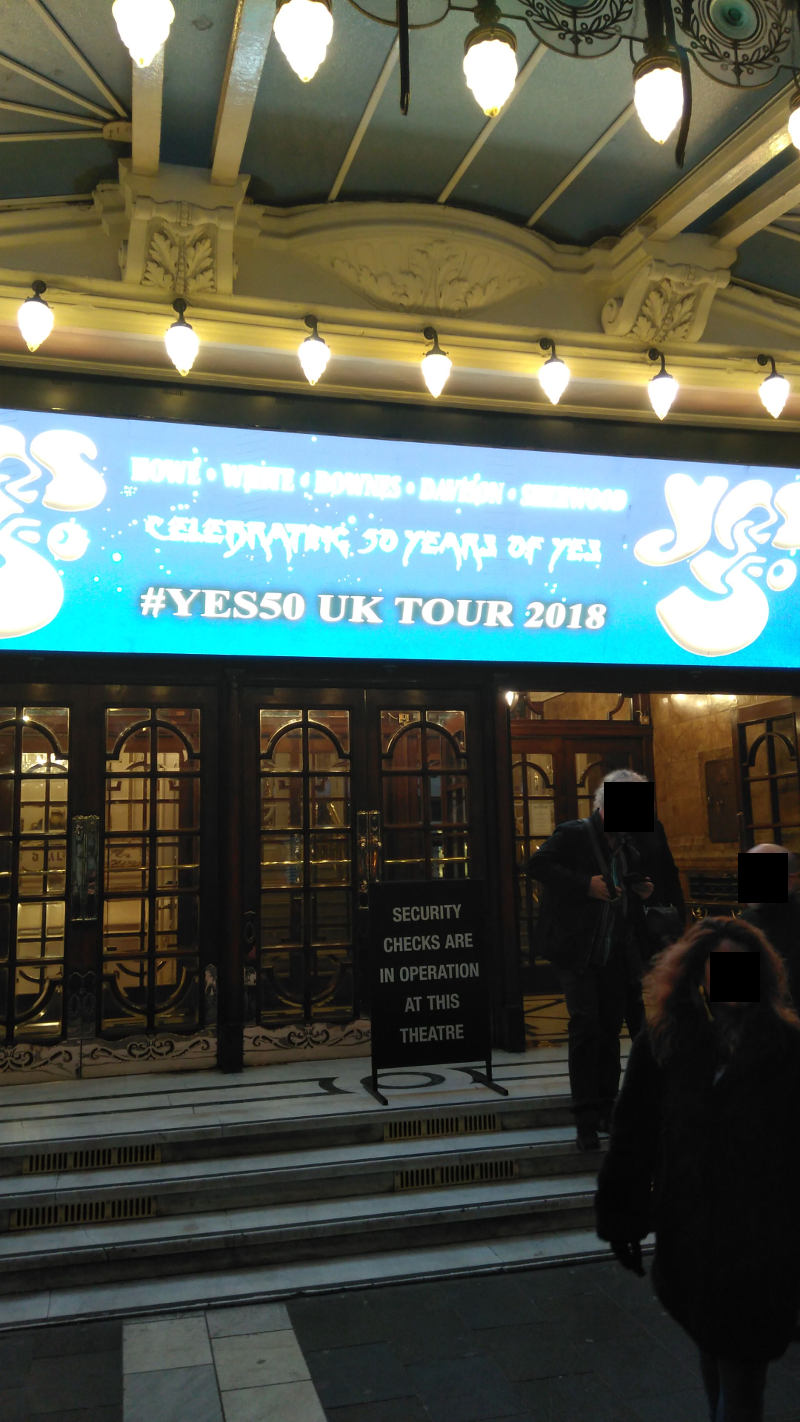 HOWE • WHITE • DOWNES • DAVISON • SHERWOOD
CELEBRATING 50 YEARS OF YES
#YES50 UK TOUR 2018
YES
50
SECURITY
CHECKS ARE
IN OPERATION
AT THIS
THEATRE